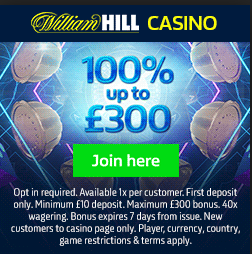 William HILL CASINO
100%
up to
£300
Join here
Opt in required. Available 1x per customer. First deposit
only. Minimum £10 deposit. Maximum £300 bonus. 40x
wagering. Bonus expires 7 days from issue. New
customers to casino page only. Player, currency, country,
game restrictions & terms apply.